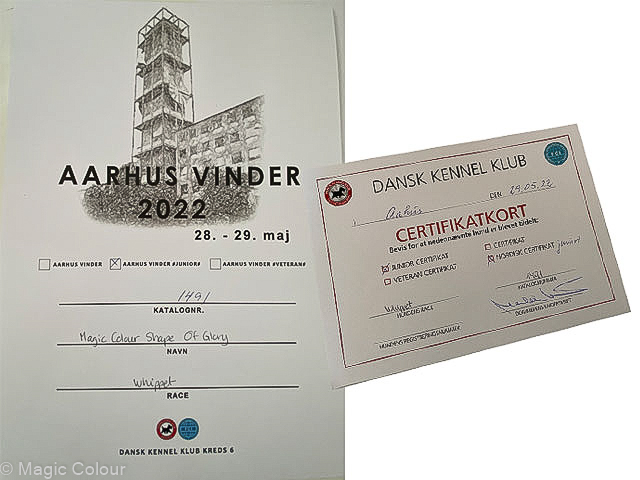 AARHUS VINDER
2022
28. - 29. maj
AARHUS VINDER
AARHUS VINDER #JUNIOR#
AARHUS VINDER #VETERAN#
1491
KATALOGNR.
Magic Colour Shape Of Glory
NAVN
Whippet
RACE
DANSK KENNEL KLUB KREDS 6
DANSK KENNEL KLUB
I, Aarhus DEN 29.05.22
CERTIFIKATKORT
Bevis for at nedennævnte hund er blevet tildelt:
JUNIOR CERTIFIKAT
CERTIFIKAT
VETERAN CERTIFIKAT
NORDISK CERTIFIKAT junior
Whippet
HUNDENS RACE
1491
KATALOGNUMMER
© Magic Colour